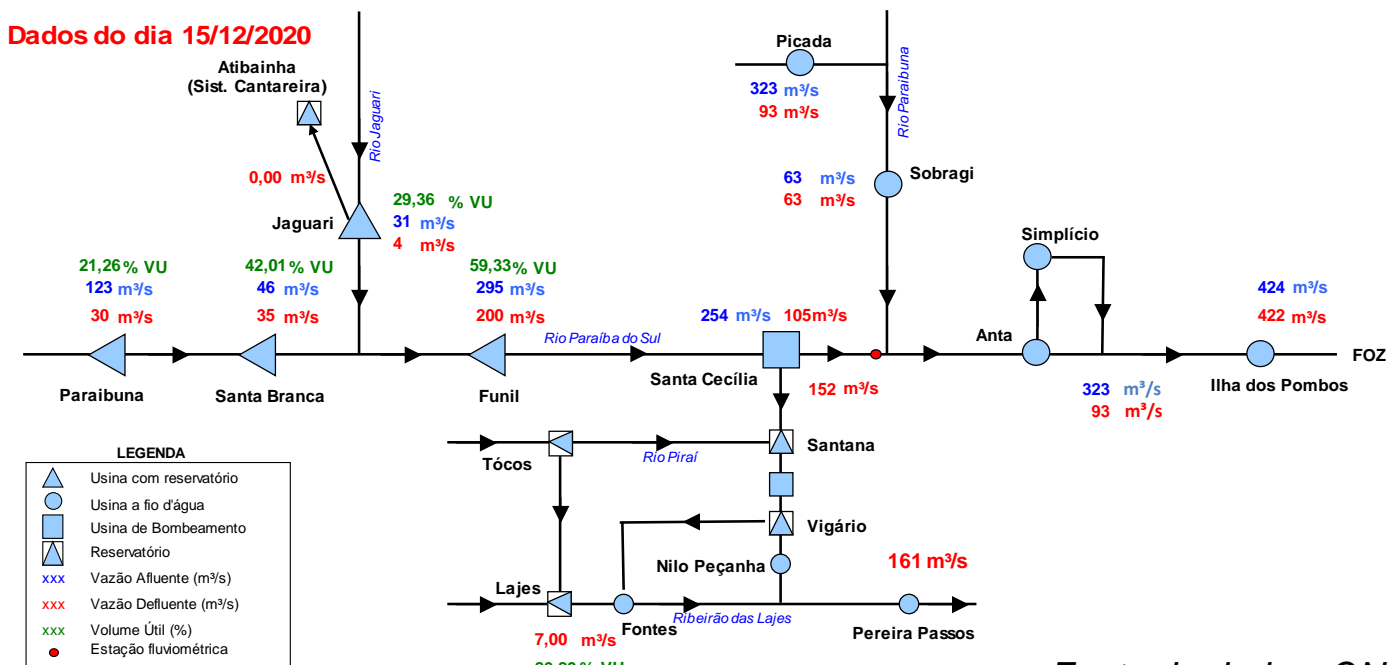 Dados do dia 15/12/2020
Atibainha
(Sist. Cantareira)
Rio Jaguari
0,00 m³/s
Jaguari
29,36 % VU
31 m³/s
4 m³/s
Picada
323 m³/s
93 m³/s
Rio Paraibuna
63 m³/s
63 m³/s
Sobragi
Simplício
21,26 % VU
123 m³/s
30 m³/s
Paraibuna
42,01 % VU
46 m³/s
35 m³/s
Santa Branca
59,33 % VU
295 m³/s
200 m³/s
Funil
Rio Paraíba do Sul
254 m³/s 105 m³/s
Santa Cecília
152 m³/s
Anta
323 m³/s
93 m³/s
424 m³/s
422 m³/s
Ilha dos Pombos
FOZ
Tócos
Rio Piraí
Santana
Vigário
Nilo Peçanha
161 m³/s
Lajes
Fontes
Ribeirão das Lajes
Pereira Passos
7,00 m³/s
LEGENDA
Usina com reservatório
Usina a fio d'água
Usina de Bombeamento
Reservatório
xxx Vazão Afluente (m³/s)
xxx Vazão Defluente (m³/s)
xxx Volume Útil (%)
Estação fluviométrica